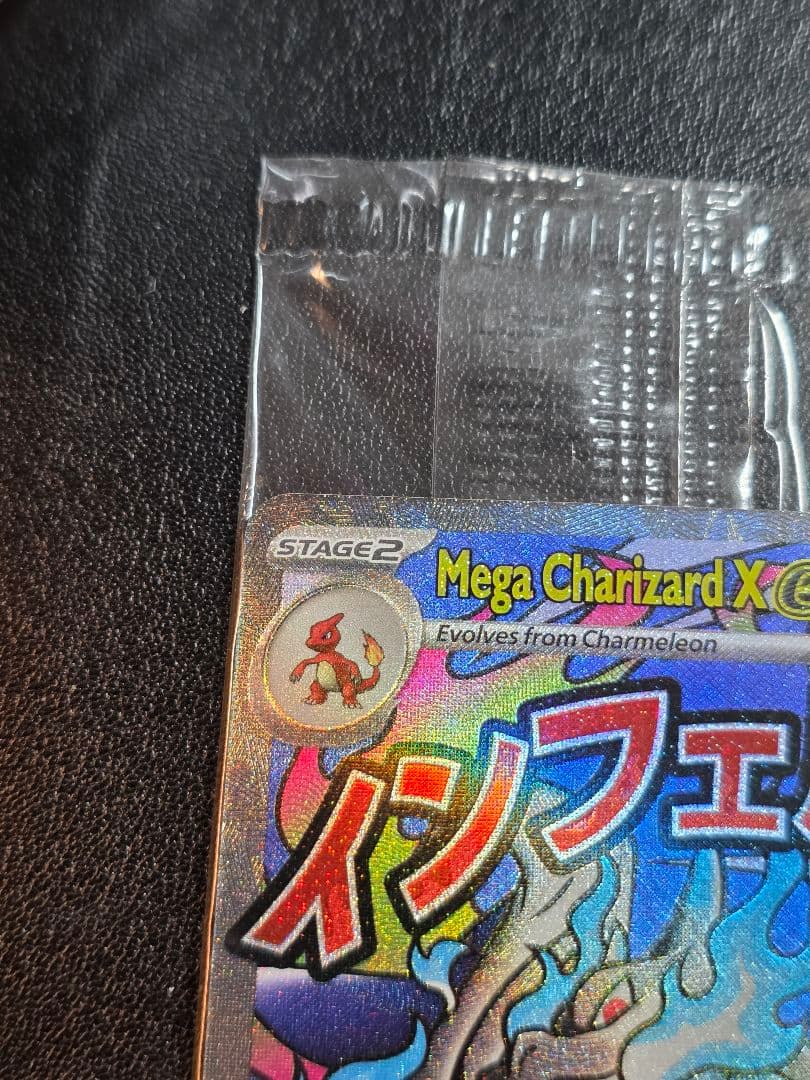 STAGE2
Mega Charizard X
Evolves from Charmeleon
インフェ